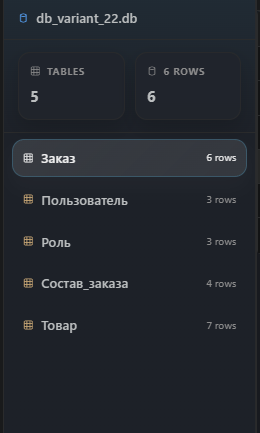 db_variant_22.db
TABLES 6 ROWS
5 6
Заказ 6 rows
Пользователь 3 rows
Роль 3 rows
Состав_заказа 4 rows
Товар 7 rows